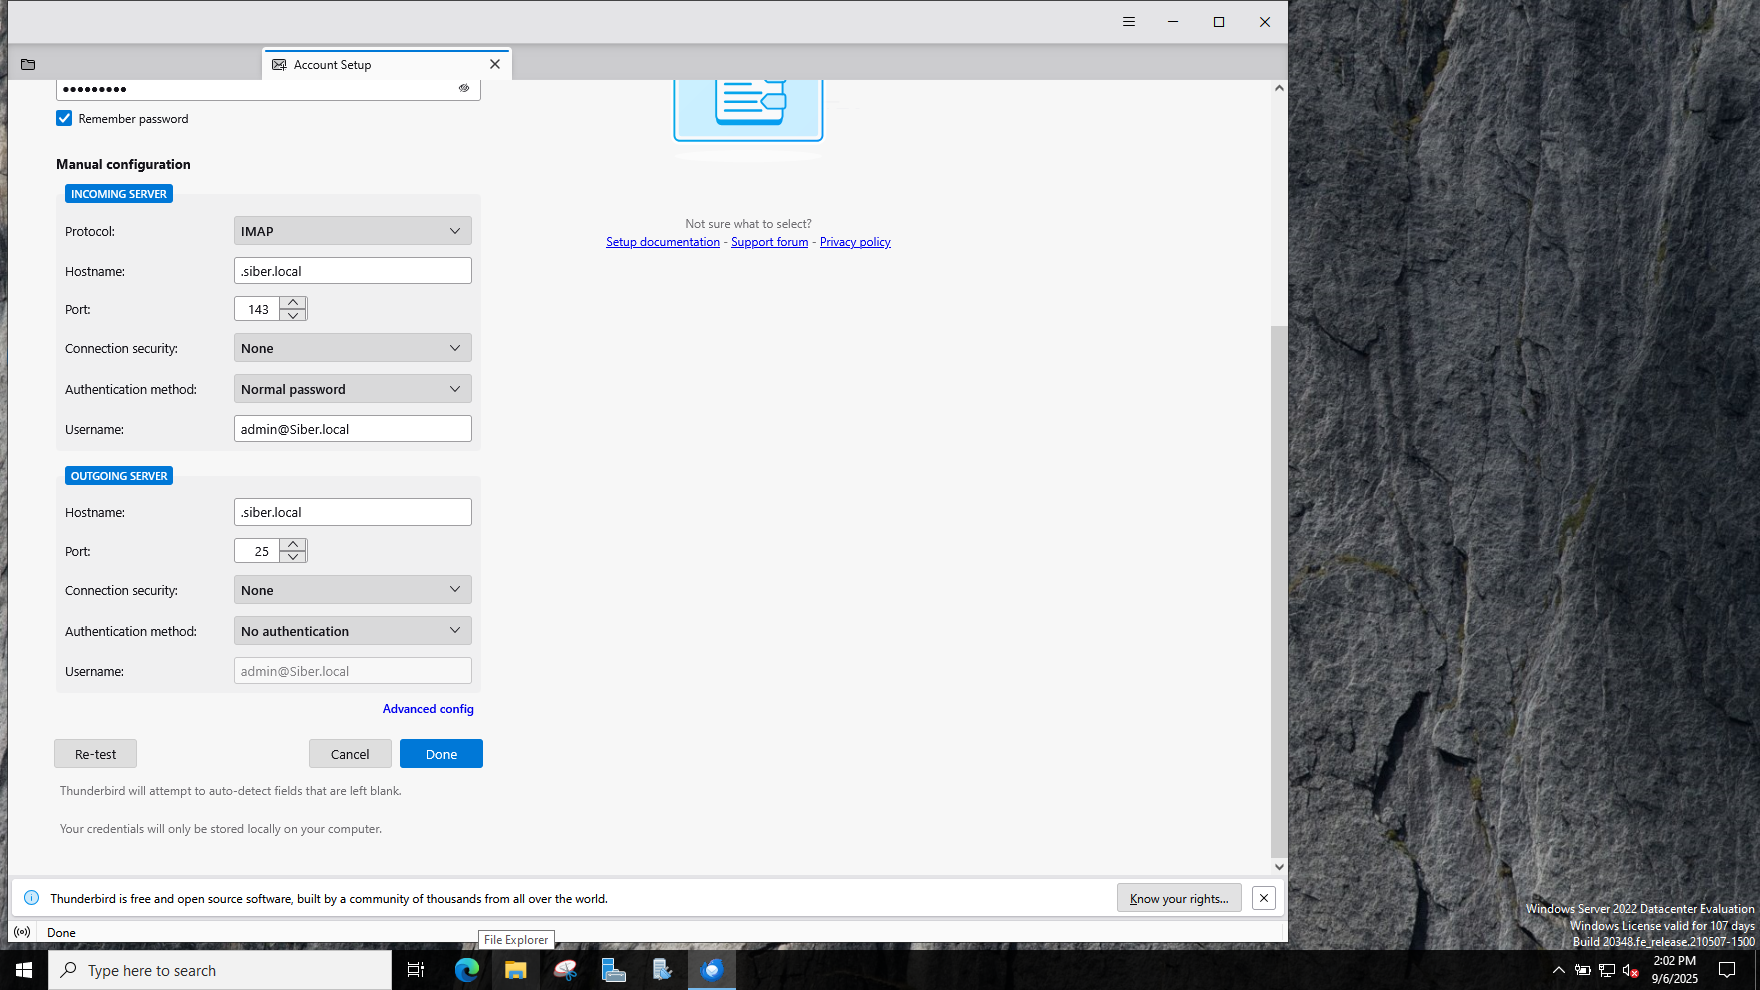 Account Setup
●●●●●●●●●
Remember password
Manual configuration
INCOMING SERVER
Protocol: IMAP
Hostname: .siber.local
Port: 143
Connection security: None
Authentication method: Normal password
Username: admin@Siber.local
OUTGOING SERVER
Hostname: .siber.local
Port: 25
Connection security: None
Authentication method: No authentication
Username: admin@Siber.local
Advanced config
Re-test Cancel Done
Thunderbird will attempt to auto-detect fields that are left blank.
Your credentials will only be stored locally on your computer.
Not sure what to select?
Setup documentation - Support forum - Privacy policy
Thunderbird is free and open source software, built by a community of thousands from all over the world.
Know your rights...
Done
File Explorer
Windows Server 2022 Datacenter Evaluation
Windows License valid for 107 days
Build 20348.fe_release.210507-1500
Type here to search
2:02 PM
9/6/2025